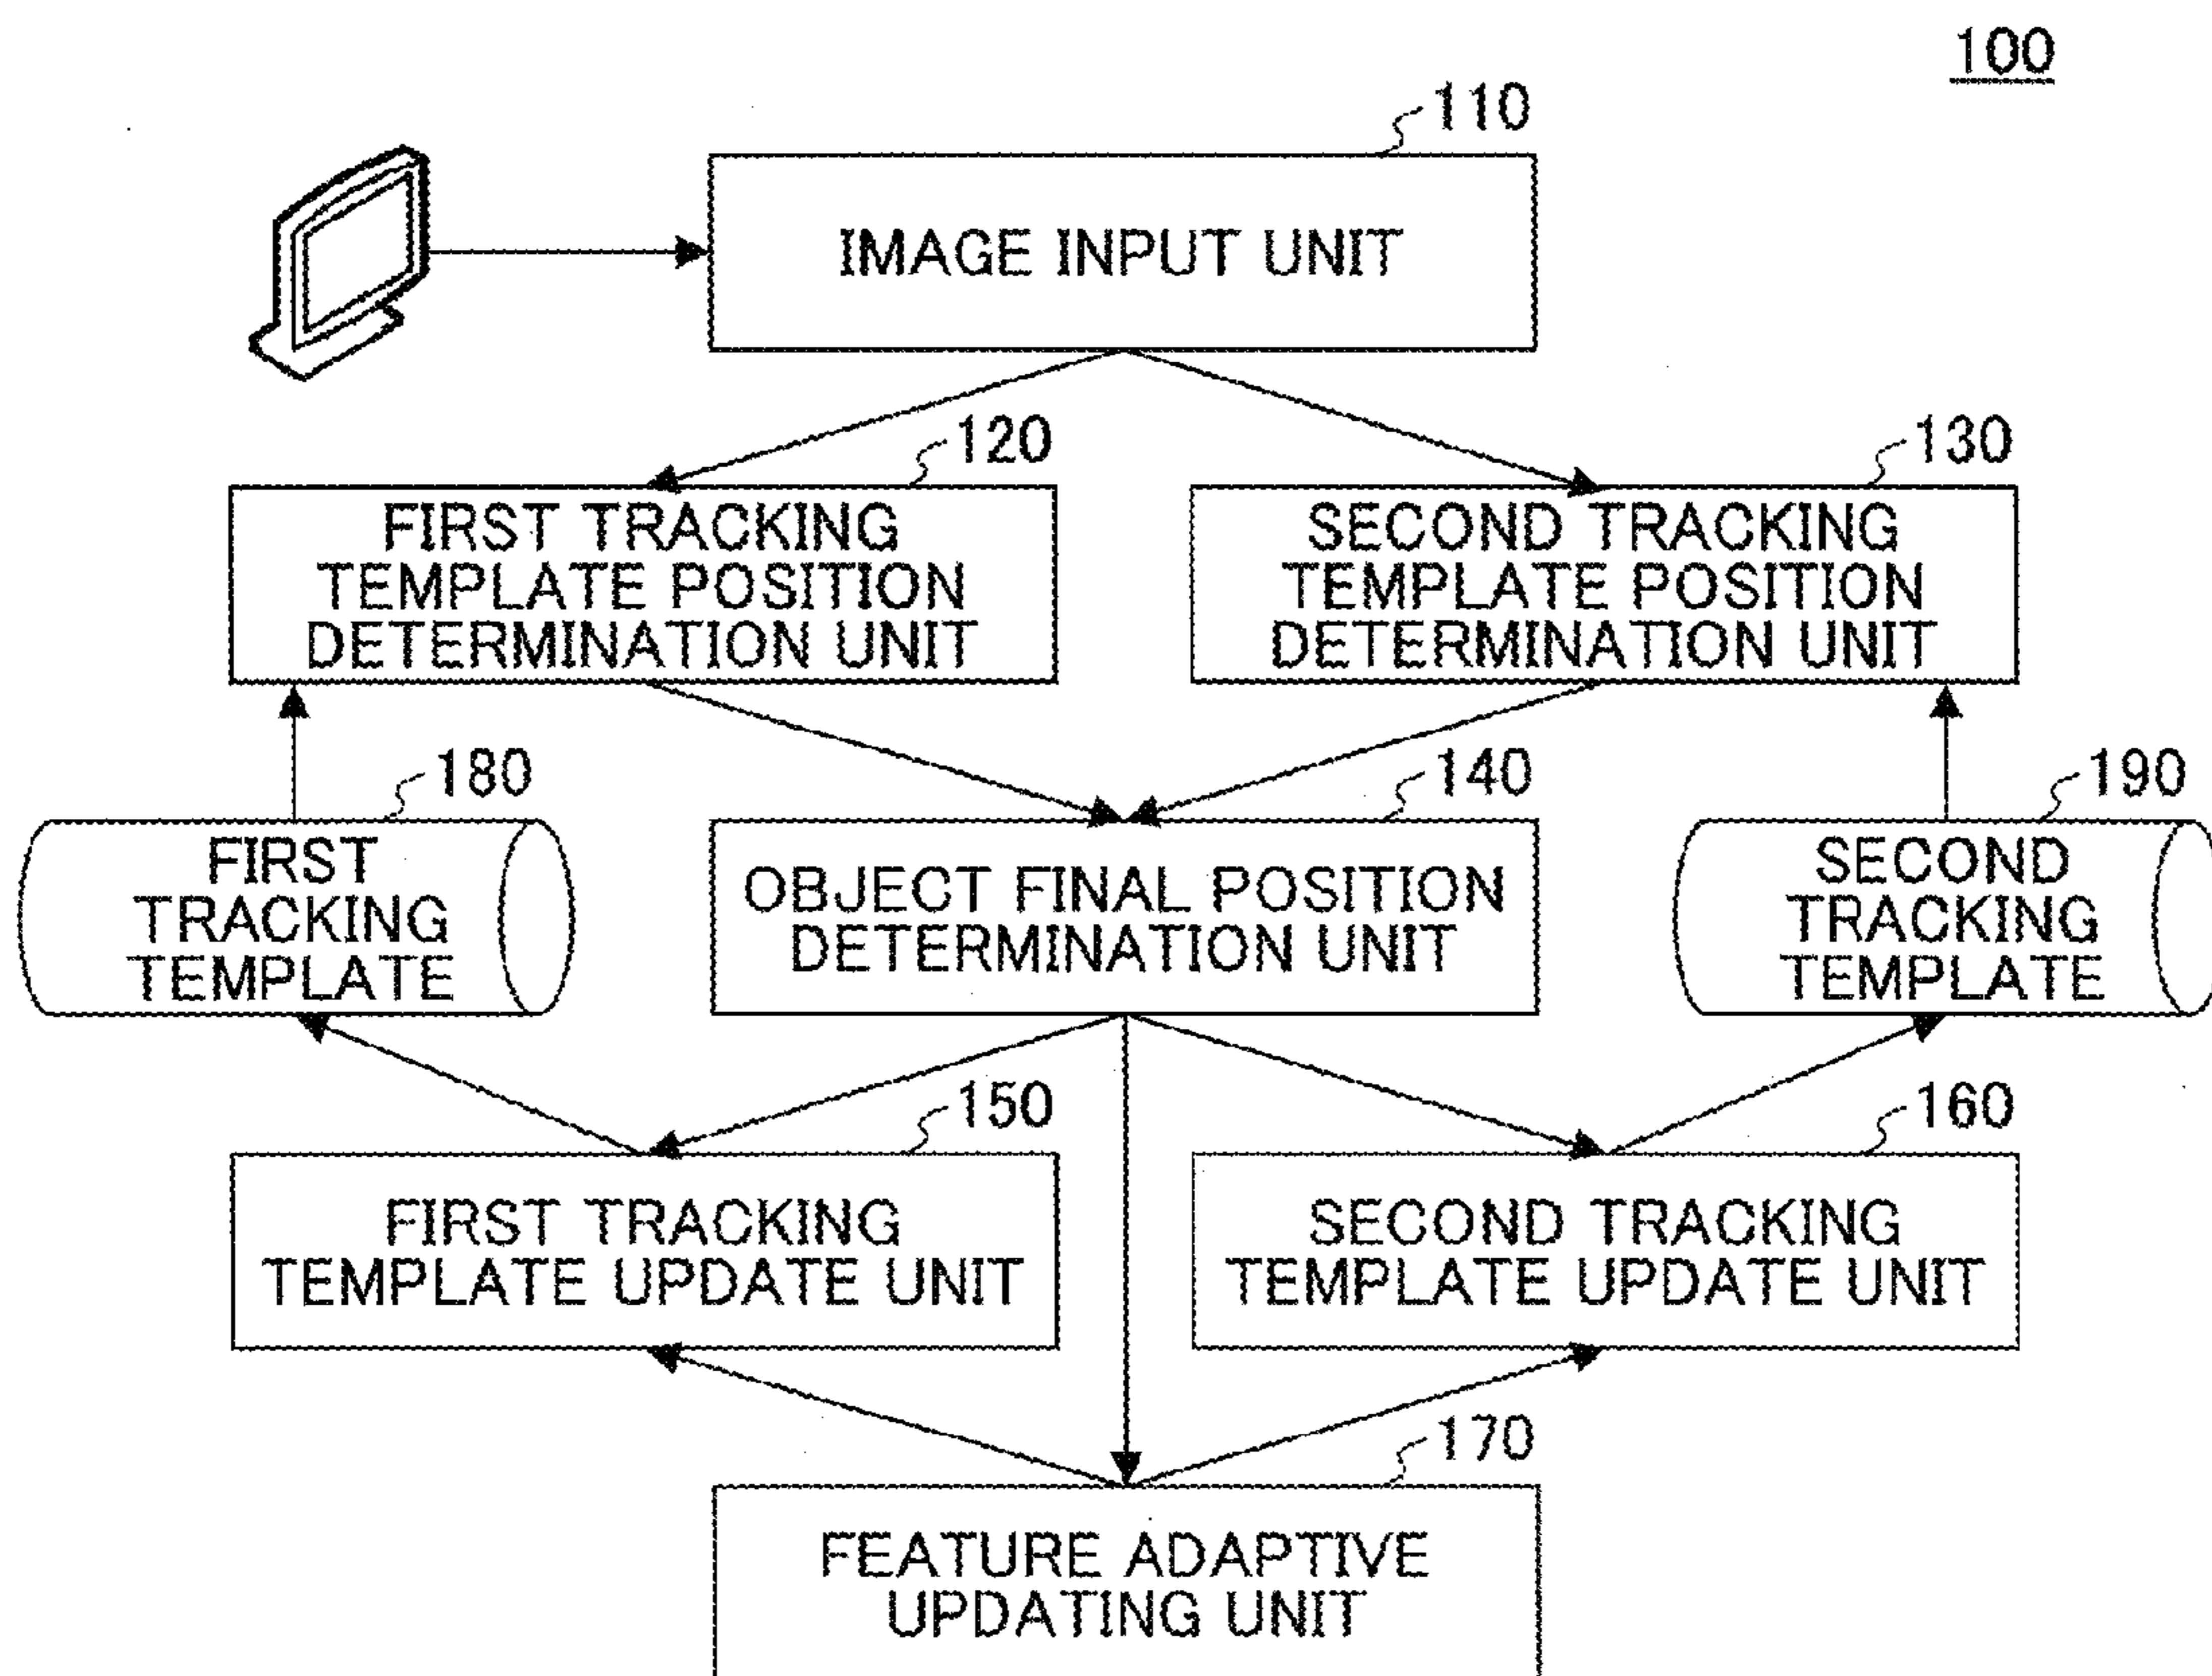 100
110
IMAGE INPUT UNIT
120
130
FIRST TRACKING
TEMPLATE POSITION
DETERMINATION UNIT
SECOND TRACKING
TEMPLATE POSITION
DETERMINATION UNIT
180
140
190
FIRST
TRACKING
TEMPLATE
OBJECT FINAL POSITION
DETERMINATION UNIT
SECOND
TRACKING
TEMPLATE
150
160
FIRST TRACKING
TEMPLATE UPDATE UNIT
SECOND TRACKING
TEMPLATE UPDATE UNIT
170
FEATURE ADAPTIVE
UPDATING UNIT